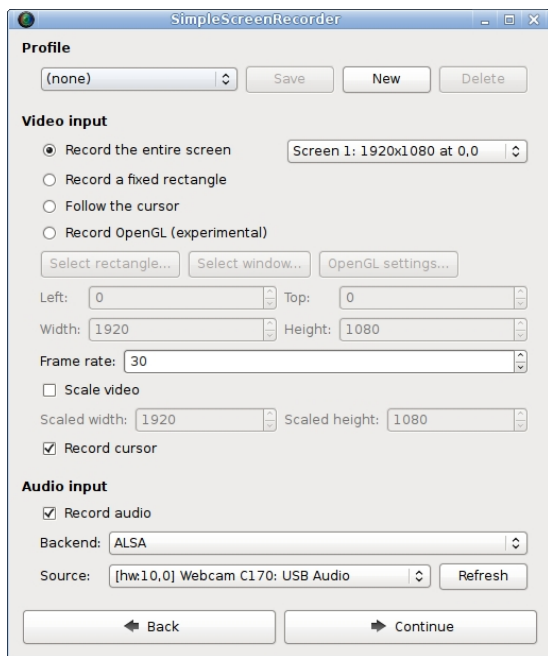 SimpleScreenRecorder
Profile
(none) Save New Delete
Video input
Record the entire screen Screen 1: 1920x1080 at 0,0
Record a fixed rectangle
Follow the cursor
Record OpenGL (experimental)
Select rectangle... Select window... OpenGL settings...
Left: 0 Top: 0
Width: 1920 Height: 1080
Frame rate: 30
Scale video
Scaled width: 1920 Scaled height: 1080
Record cursor
Audio input
Record audio
Backend: ALSA
Source: [hw:10,0] Webcam C170: USB Audio Refresh
Back Continue